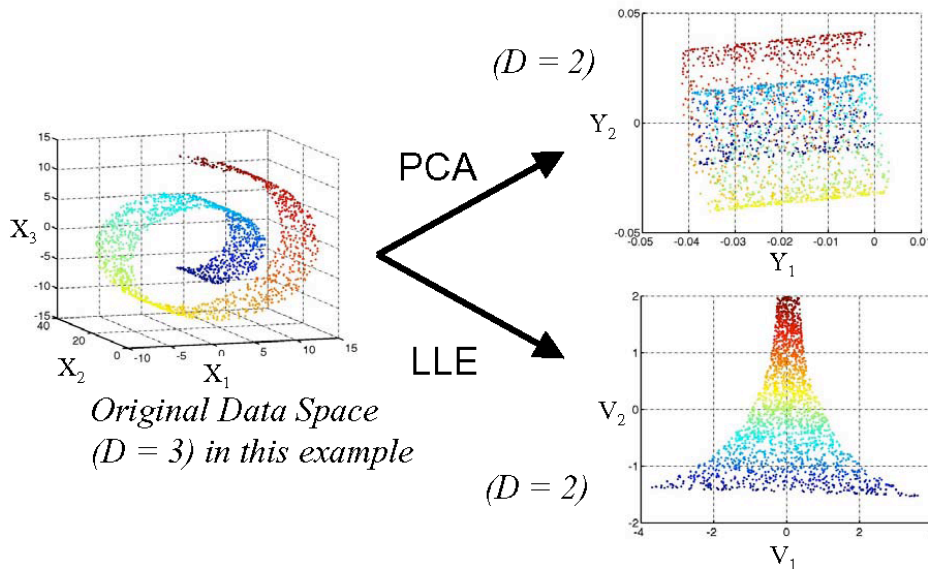 (D = 2)
0.05
Y2
0
-0.05
-0.05 -0.04 -0.03 -0.02 -0.01 0 0.01
Y1
PCA
15
10
5
X3
0
-5
-10
-15
40
20
0
X2
-10 -5 0 5 10 15
X1
Original Data Space
(D = 3) in this example
LLE
2
1
V2
0
-1
-2
-4 -2 0 2 4
V1
(D = 2)